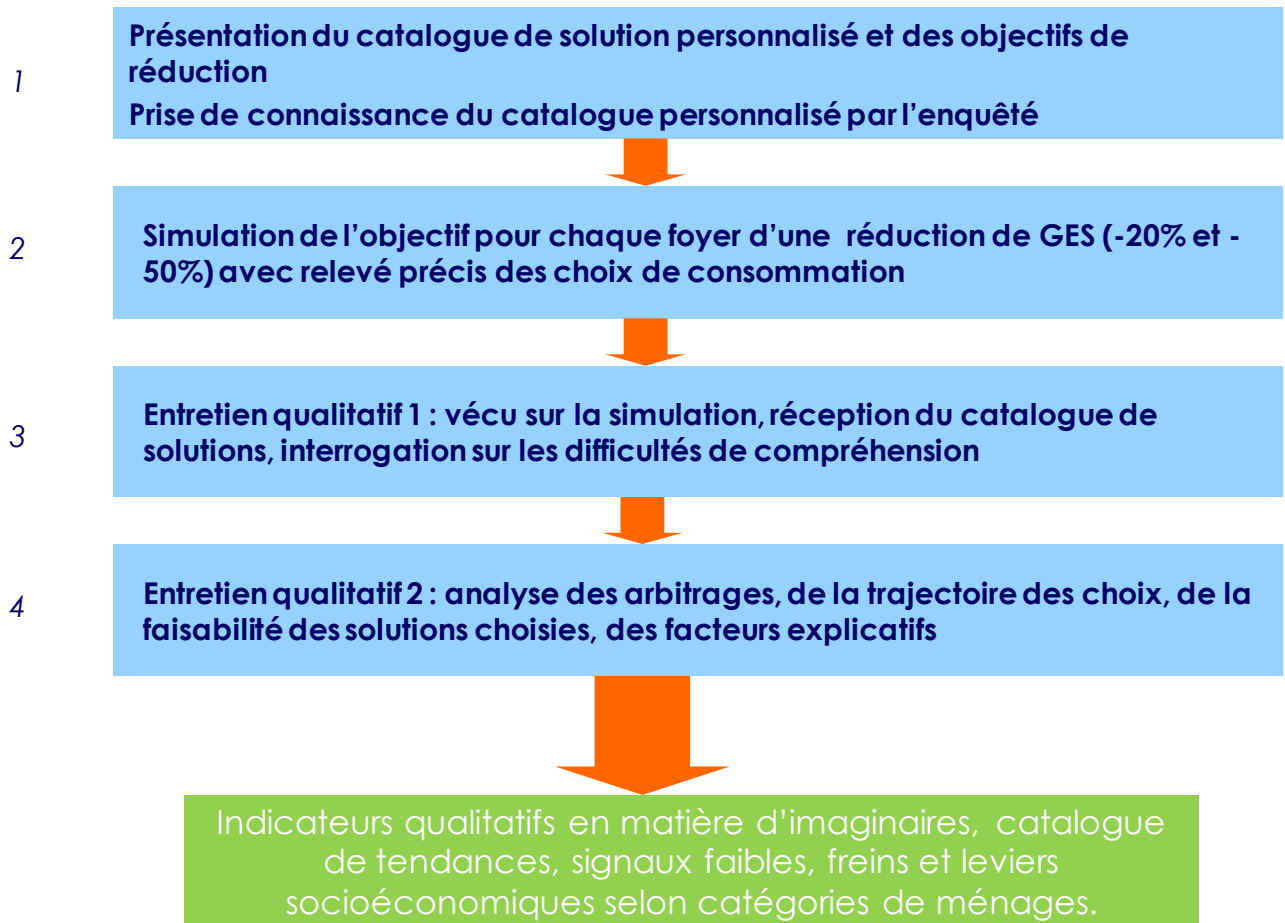 Présentation du catalogue de solution personnalisé et des objectifs de
1
réduction
Prise de connaissance du catalogue personnalisé par l'enquêté
2
Simulation de l'objectif pour chaque foyer d'une réduction de GES (-20% et -
50%) avec relevé précis des choix de consommation
3
Entretien qualitatif 1 : vécu sur la simulation, réception du catalogue de
solutions, interrogation sur les difficultés de compréhension
4
Entretien qualitatif 2 : analyse des arbitrages, de la trajectoire des choix, de la
faisabilité des solutions choisies, des facteurs explicatifs
Indicateurs qualitatifs en matière d'imaginaires, catalogue
de tendances, signaux faibles, freins et leviers
socioéconomiques selon catégories de ménages.